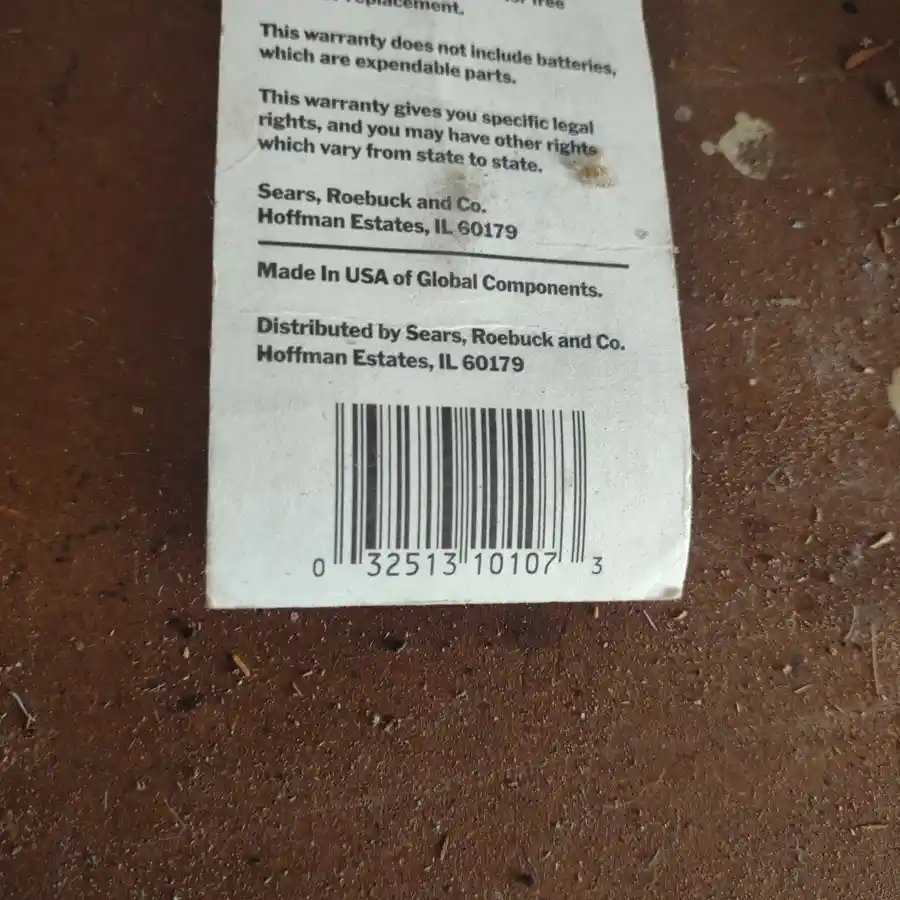 replacement.
free
This warranty does not include batteries,
which are expendable parts.
This warranty gives you specific legal
rights, and you may have other rights
which vary from state to state.
Sears, Roebuck and Co.
Hoffman Estates, IL 60179
Made In USA of Global Components.
Distributed by Sears, Roebuck and Co.
Hoffman Estates, IL 60179
0 32513 10107 3